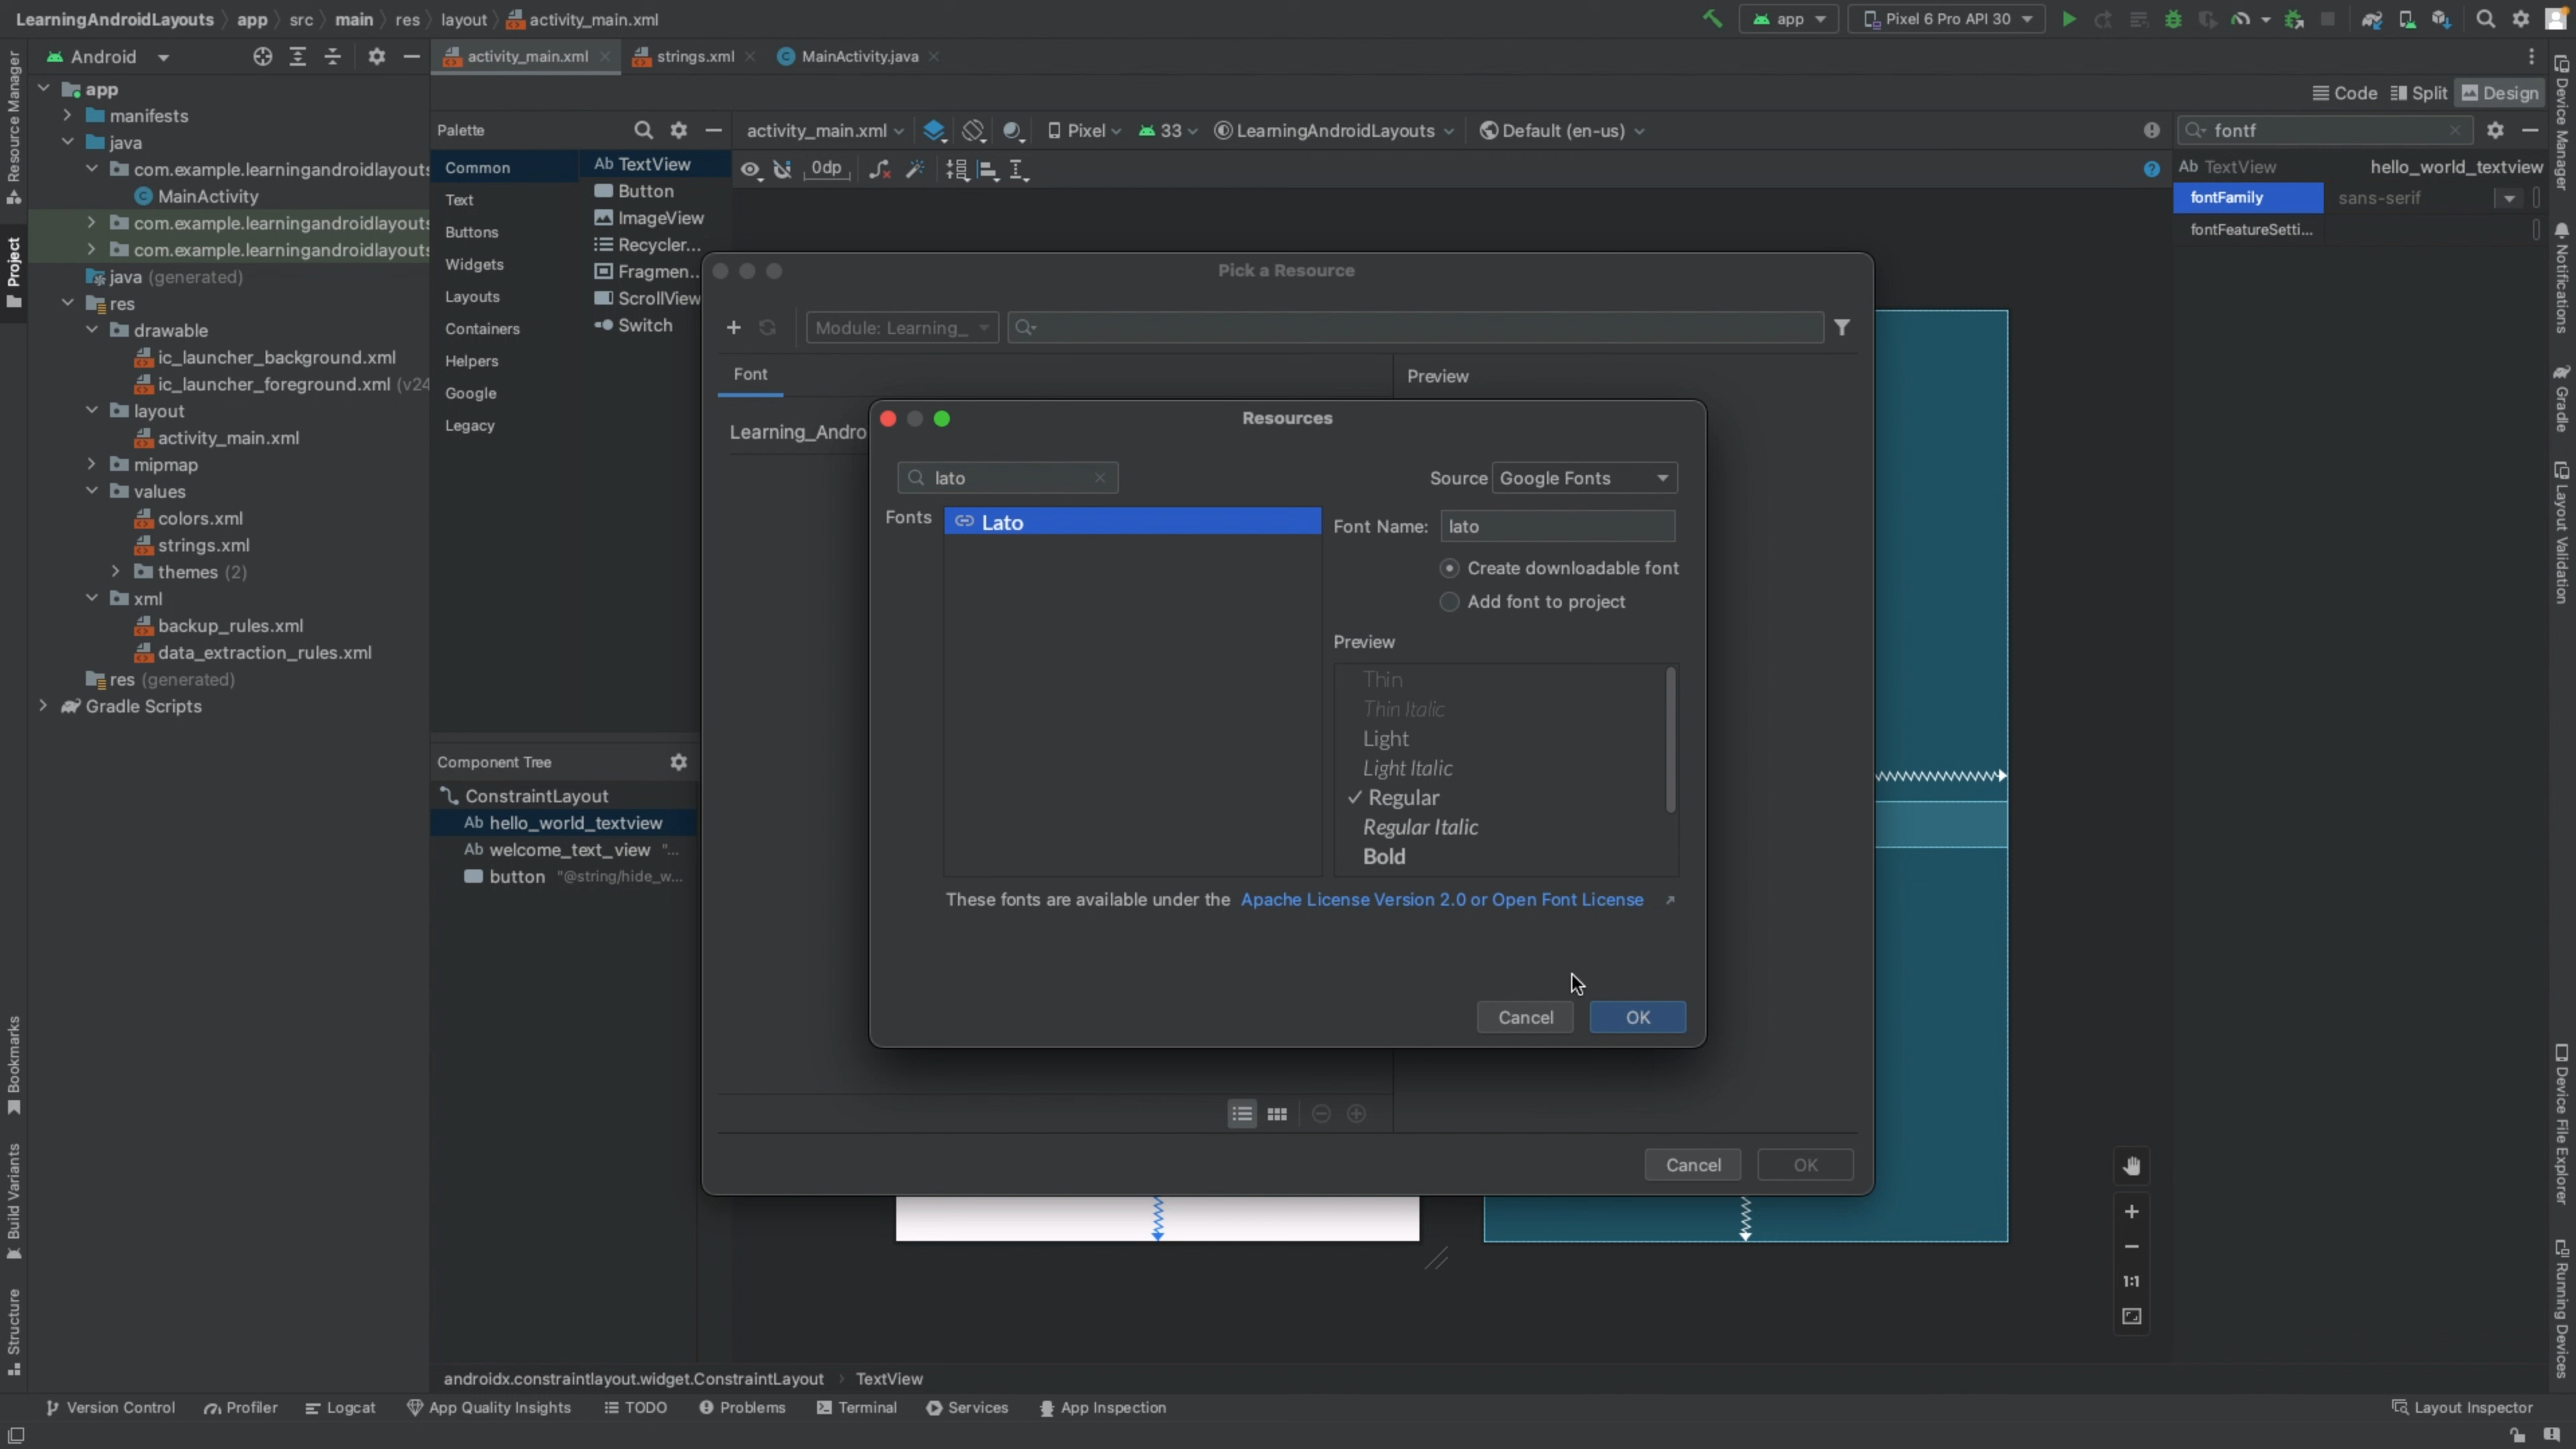 LearningAndroidLayouts app src main res layout activity_main.xml
app
Pixel 6 Pro API 30
Android
activity_main.xml
strings.xml
MainActivity.java
Code
Split
Design
Resource Manager
Project
Bookmarks
Build Variants
Structure
app
manifests
java
com.example.learningandroidlayouts
MainActivity
com.example.learningandroidlayouts
com.example.learningandroidlayouts
java (generated)
res
drawable
ic_launcher_background.xml
ic_launcher_foreground.xml (v24
layout
activity_main.xml
mipmap
values
colors.xml
strings.xml
themes (2)
xml
backup_rules.xml
data_extraction_rules.xml
res (generated)
Gradle Scripts
Palette
Common
Text
Buttons
Widgets
Layouts
Containers
Helpers
Google
Legacy
Ab TextView
Button
ImageView
Recycler...
Fragmen...
ScrollView
Switch
activity_main.xml
Pixel
33
LearningAndroidLayouts
Default (en-us)
0dp
fontf
Ab TextView hello_world_textview
fontFamily sans-serif
fontFeatureSetti...
Pick a Resource
Module: Learning_
Font
Preview
Learning_Andro
Resources
lato
Source Google Fonts
Fonts
Lato
Font Name: lato
Create downloadable font
Add font to project
Preview
Thin
Thin Italic
Light
Light Italic
✓ Regular
Regular Italic
Bold
These fonts are available under the Apache License Version 2.0 or Open Font License
Cancel
OK
Cancel
OK
Component Tree
ConstraintLayout
Ab hello_world_textview
Ab welcome_text_view "...
button "@string/hide_w...
1:1
androidx.constraintlayout.widget.ConstraintLayout TextView
Version Control
Profiler
Logcat
App Quality Insights
TODO
Problems
Terminal
Services
App Inspection
Layout Inspector
Device Manager
Notifications
Gradle
Layout Validation
Device File Explorer
Running Devices